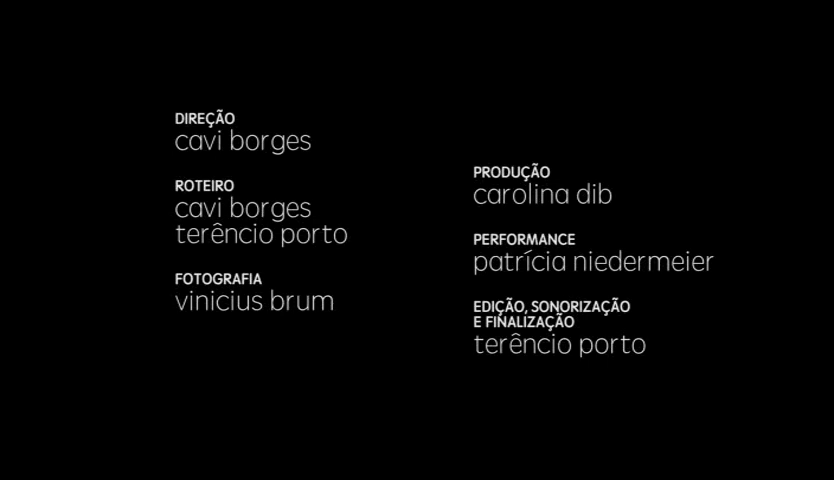 DIREÇÃO
cavi borges
ROTEIRO
cavi borges
terêncio porto
FOTOGRAFIA
vinicius brum
PRODUÇÃO
carolina dib
PERFORMANCE
patrícia niedermeier
EDIÇÃO, SONORIZAÇÃO
E FINALIZAÇÃO
terêncio porto